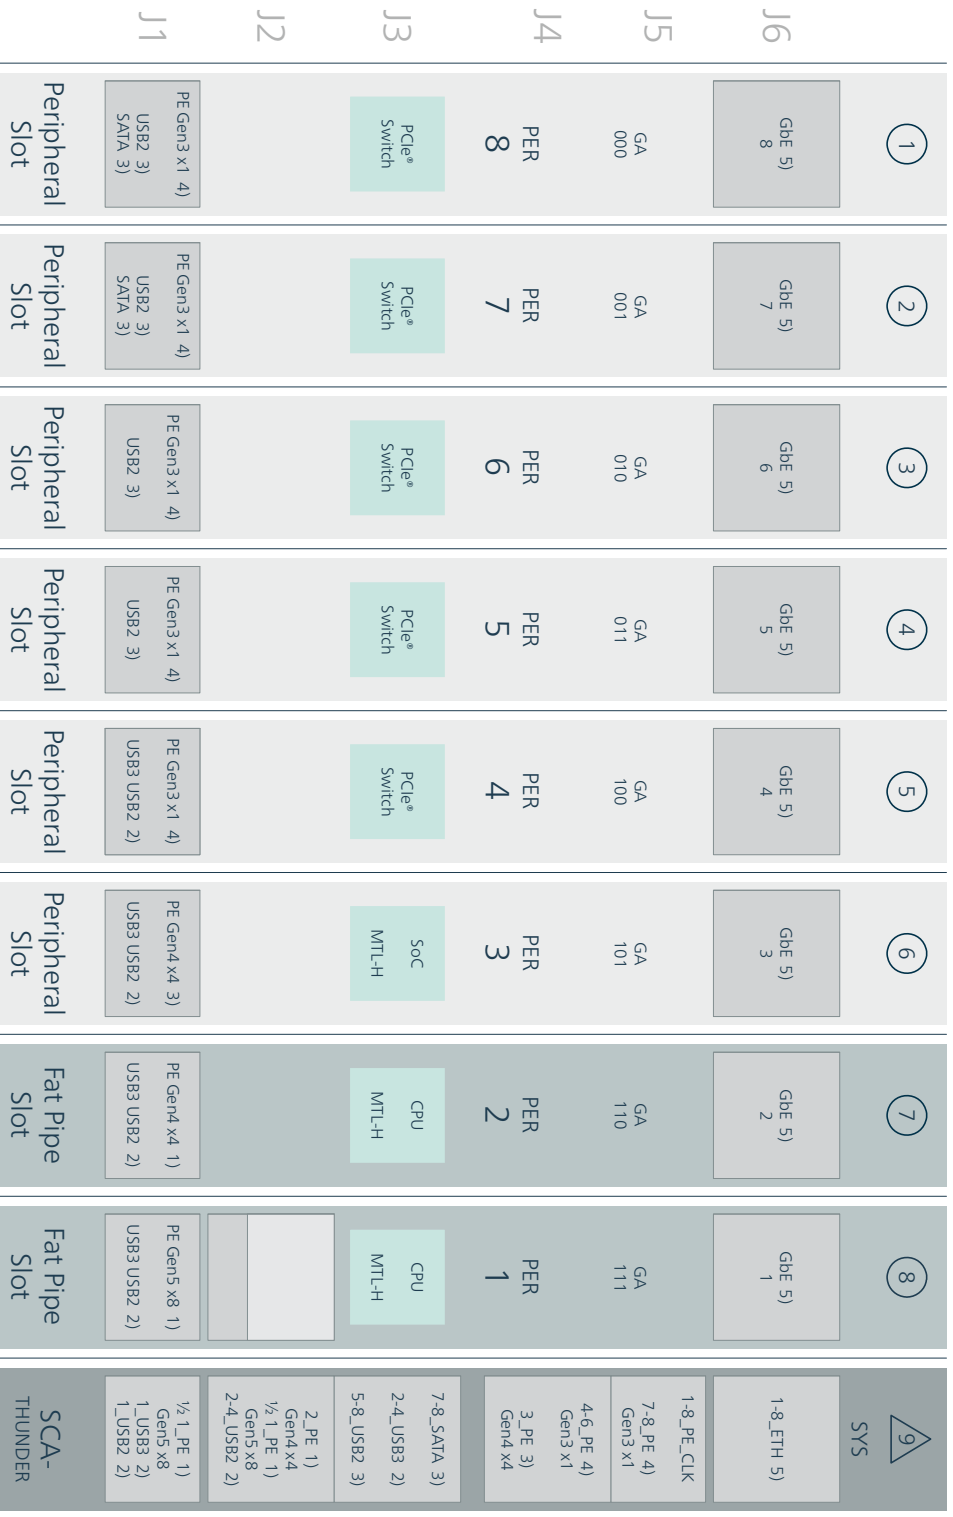 J6
J5
J4
J3
J2
J1
1
GbE 5)
8
GA
000
PER
8
PCIe®
Switch
PE Gen3 x1 4)
USB2 3)
SATA 3)
Peripheral
Slot
2
GbE 5)
7
GA
001
PER
7
PCIe®
Switch
PE Gen3 x1 4)
USB2 3)
SATA 3)
Peripheral
Slot
3
GbE 5)
6
GA
010
PER
6
PCIe®
Switch
PE Gen3 x1 4)
USB2 3)
Peripheral
Slot
4
GbE 5)
5
GA
011
PER
5
PCIe®
Switch
PE Gen3 x1 4)
USB2 3)
Peripheral
Slot
5
GbE 5)
4
GA
100
PER
4
PCIe®
Switch
PE Gen3 x1 4)
USB3 USB2 2)
Peripheral
Slot
6
GbE 5)
3
GA
101
PER
3
SoC
MTL-H
PE Gen4 x4 3)
USB3 USB2 2)
Peripheral
Slot
7
GbE 5)
2
GA
110
PER
2
CPU
MTL-H
PE Gen4 x4 1)
USB3 USB2 2)
Fat Pipe
Slot
8
GbE 5)
1
GA
111
PER
1
CPU
MTL-H
PE Gen5 x8 1)
USB3 USB2 2)
Fat Pipe
Slot
9
SYS
1-8_ETH 5)
1-8_PE_CLK
7-8_PE 4)
Gen3 x1
4-6_PE 4)
Gen3 x1
3_PE 3)
Gen4 x4
7-8_SATA 3)
2-4_USB3 2)
5-8_USB2 3)
2_PE 1)
Gen4 x4
½ 1_PE 1)
Gen5 x8
2-4_USB2 2)
½ 1_PE 1)
Gen5 x8
1_USB3 2)
1_USB2 2)
SCA-
THUNDER